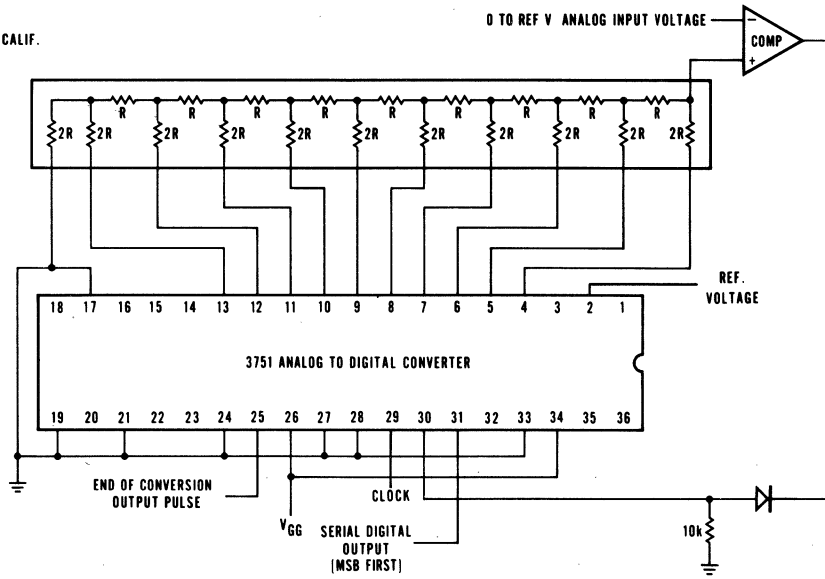 0 TO REF V ANALOG INPUT VOLTAGE
−
COMP
+
CALIF.
R R R R R R R R R
2R 2R 2R 2R 2R 2R 2R 2R 2R 2R 2R
REF.
VOLTAGE
18 17 16 15 14 13 12 11 10 9 8 7 6 5 4 3 2 1
3751 ANALOG TO DIGITAL CONVERTER
19 20 21 22 23 24 25 26 27 28 29 30 31 32 33 34 35 36
END OF CONVERSION
OUTPUT PULSE
VGG
CLOCK
SERIAL DIGITAL
OUTPUT
(MSB FIRST)
10k